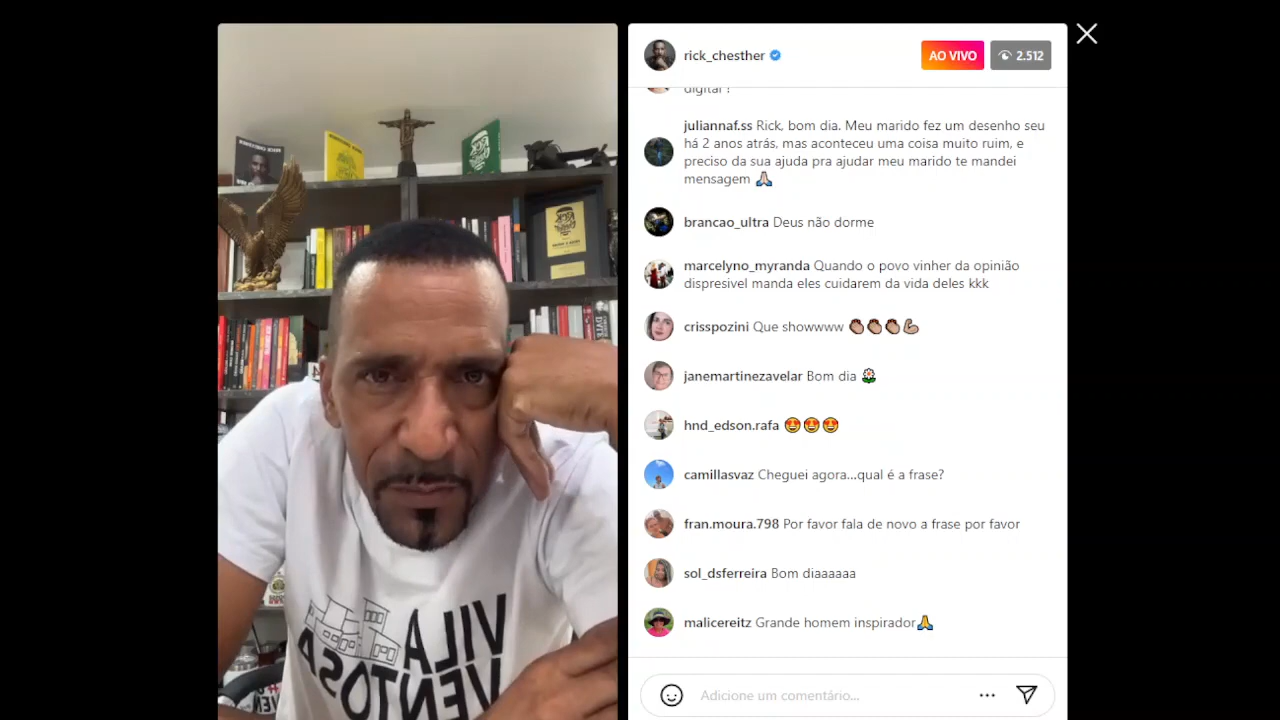 rick_chesther
AO VIVO
2.512
digital !
juliannaf.ss Rick, bom dia. Meu marido fez um desenho seu
há 2 anos atrás, mas aconteceu uma coisa muito ruim, e
preciso da sua ajuda pra ajudar meu marido te mandei
mensagem 🙏🏻
brancao_ultra Deus não dorme
marcelyno_myranda Quando o povo vinher da opinião
dispresivel manda eles cuidarem da vida deles kkk
crisspozini Que showwww 👏🏽👏🏽👏🏽💪🏽
janemartinezavelar Bom dia 🌼
hnd_edson.rafa 🤩🤩🤩
camillasvaz Cheguei agora...qual é a frase?
fran.moura.798 Por favor fala de novo a frase por favor
sol_dsferreira Bom diaaaaaa
malicereitz Grande homem inspirador🙏
Adicione um comentário...
VILA
VENTOSA